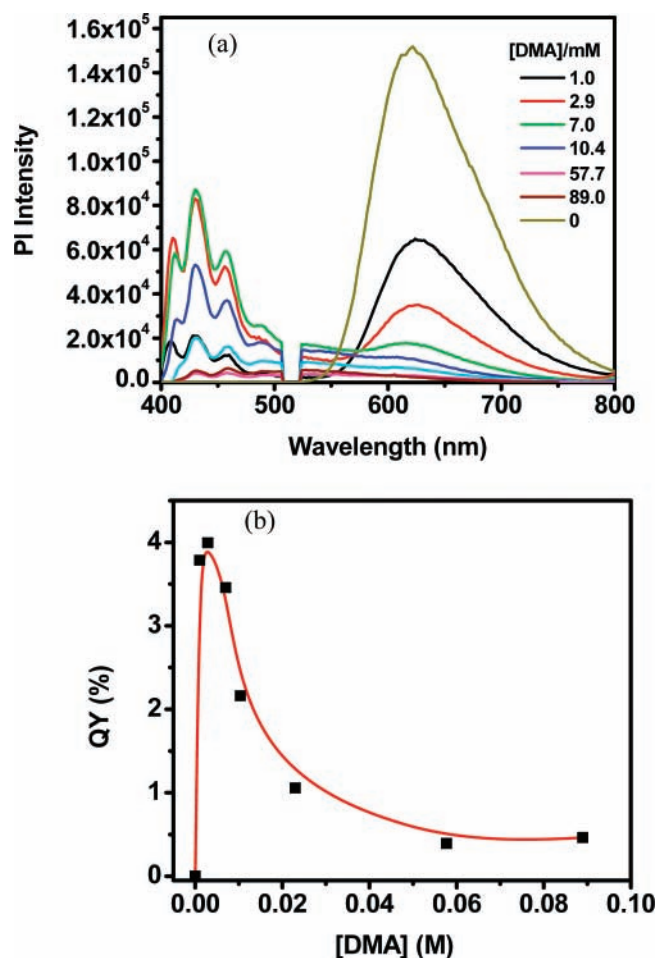 (a)
[DMA]/mM
1.0
2.9
7.0
10.4
57.7
89.0
0
PI Intensity
1.6x10⁵
1.4x10⁵
1.2x10⁵
1.0x10⁵
8.0x10⁴
6.0x10⁴
4.0x10⁴
2.0x10⁴
0.0
400 500 600 700 800
Wavelength (nm)
(b)
QY (%)
4
3
2
1
0
0.00 0.02 0.04 0.06 0.08 0.10
[DMA] (M)